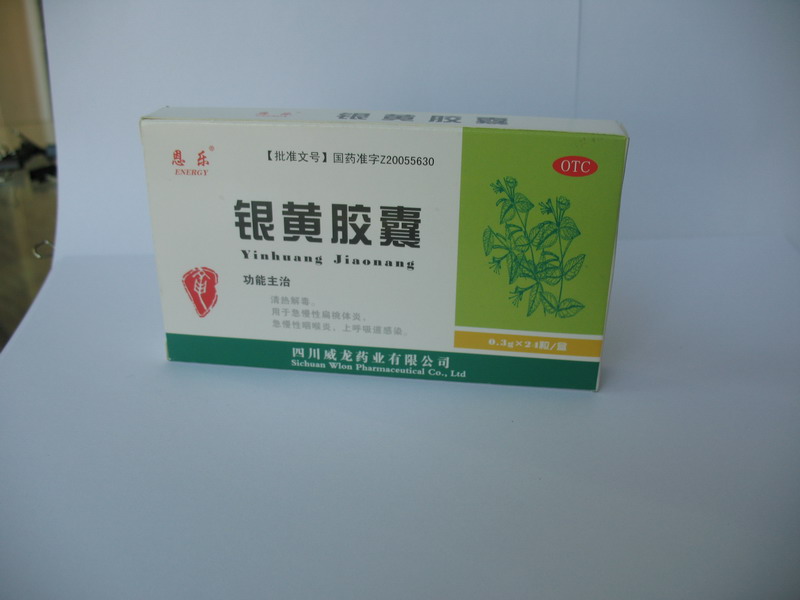 银黄胶囊
恩乐®
ENERGY
【批准文号】国药准字Z20055630
OTC
银黄胶囊
Yinhuang Jiaonang
功能主治
清热解毒。
用于急慢性扁桃体炎，
急慢性咽喉炎，上呼吸道感染。
0.3g×24粒/盒
四川威龙药业有限公司
Sichuan Wlon Pharmaceutical Co., Ltd